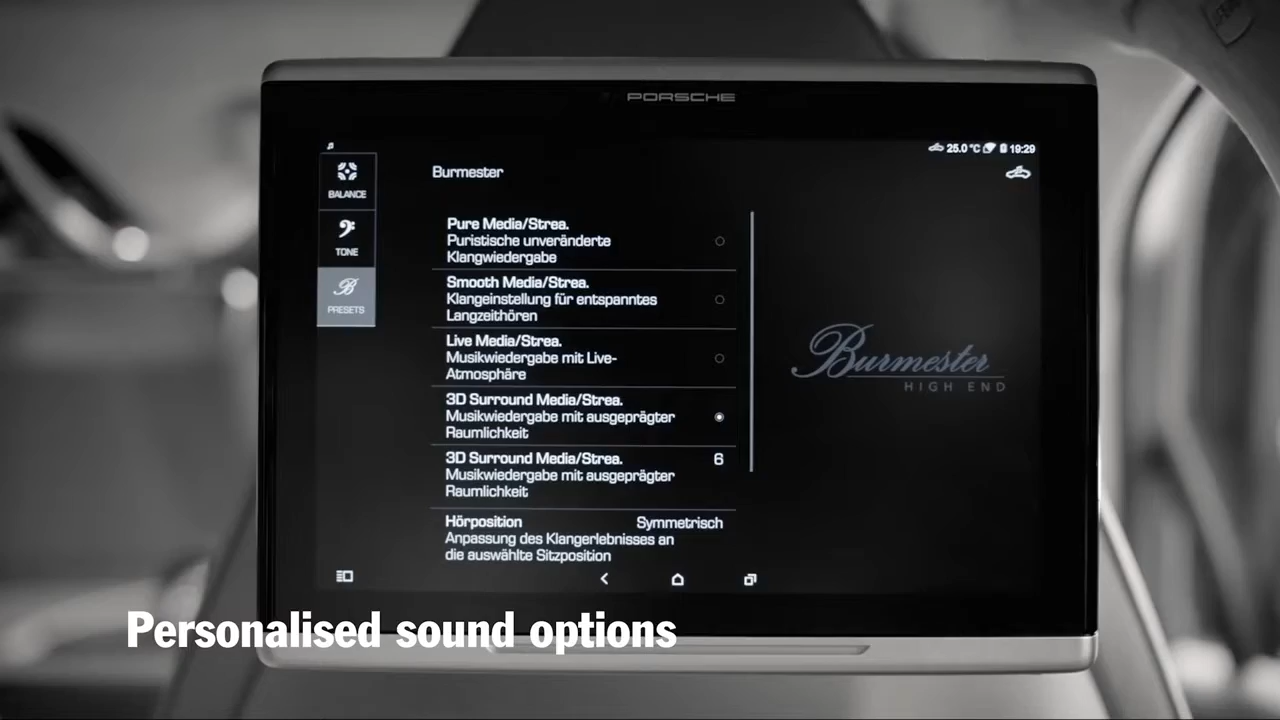 PORSCHE
25.0 °C 19:29
BALANCE
TONE
PRESETS
Burmester
Pure Media/Strea.
Puristische unveränderte
Klangwiedergabe
Smooth Media/Strea.
Klangeinstellung für entspanntes
Langzeithören
Live Media/Strea.
Musikwiedergabe mit Live-
Atmosphäre
3D Surround Media/Strea.
Musikwiedergabe mit ausgeprägter
Raumlichkeit
3D Surround Media/Strea. 6
Musikwiedergabe mit ausgeprägter
Raumlichkeit
Hörposition Symmetrisch
Anpassung des Klangerlebnisses an
die auswählte Sitzposition
Burmester
HIGH END
Personalised sound options